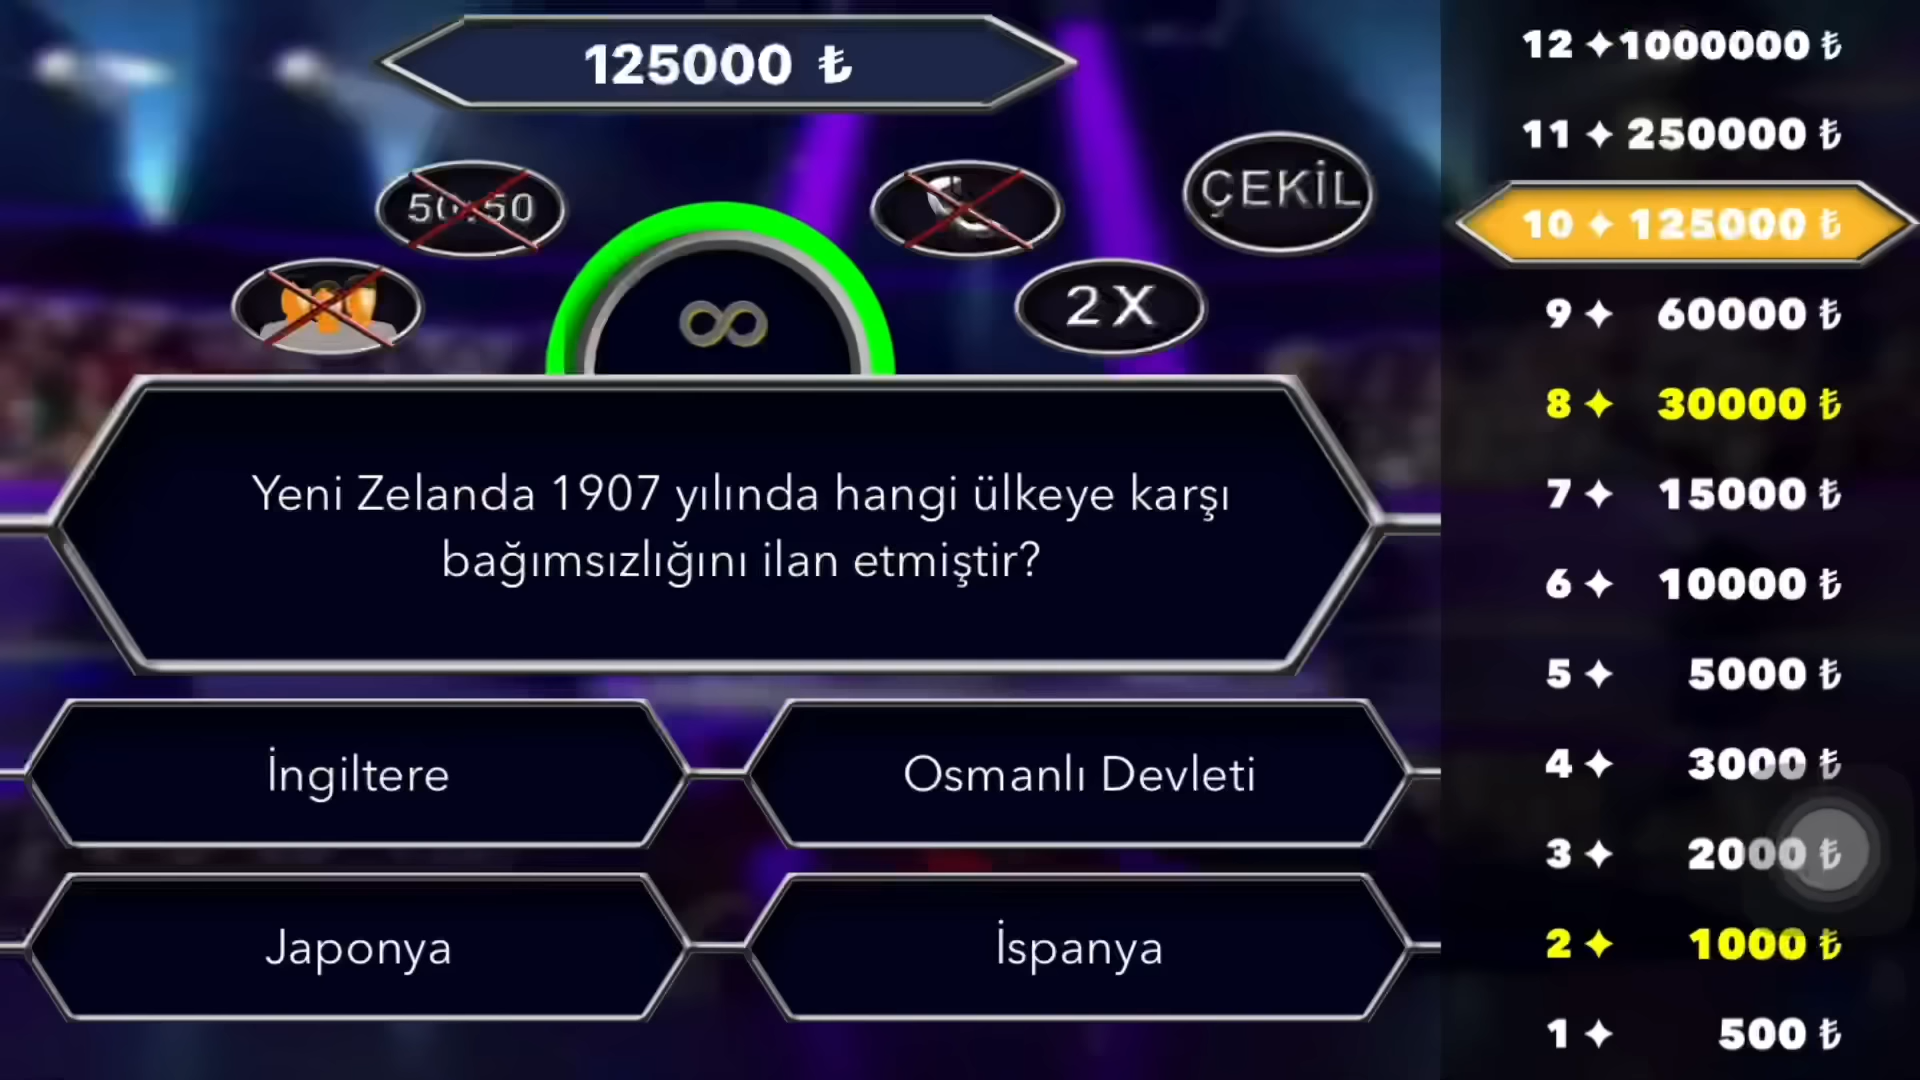 125000 ₺
50:50
ÇEKİL
2X
∞
Yeni Zelanda 1907 yılında hangi ülkeye karşı
bağımsızlığını ilan etmiştir?
İngiltere
Osmanlı Devleti
Japonya
İspanya
12 ✦ 1000000 ₺
11 ✦ 250000 ₺
10 ✦ 125000 ₺
9 ✦ 60000 ₺
8 ✦ 30000 ₺
7 ✦ 15000 ₺
6 ✦ 10000 ₺
5 ✦ 5000 ₺
4 ✦ 3000 ₺
3 ✦ 2000 ₺
2 ✦ 1000 ₺
1 ✦ 500 ₺